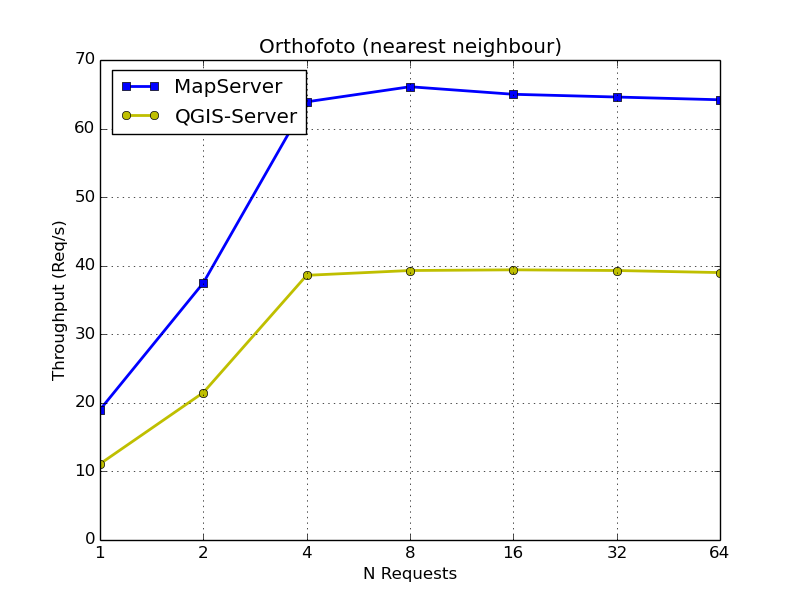 Orthofoto (nearest neighbour)
MapServer
QGIS-Server
Throughput (Req/s)
70
60
50
40
30
20
10
0
1 2 4 8 16 32 64
N Requests